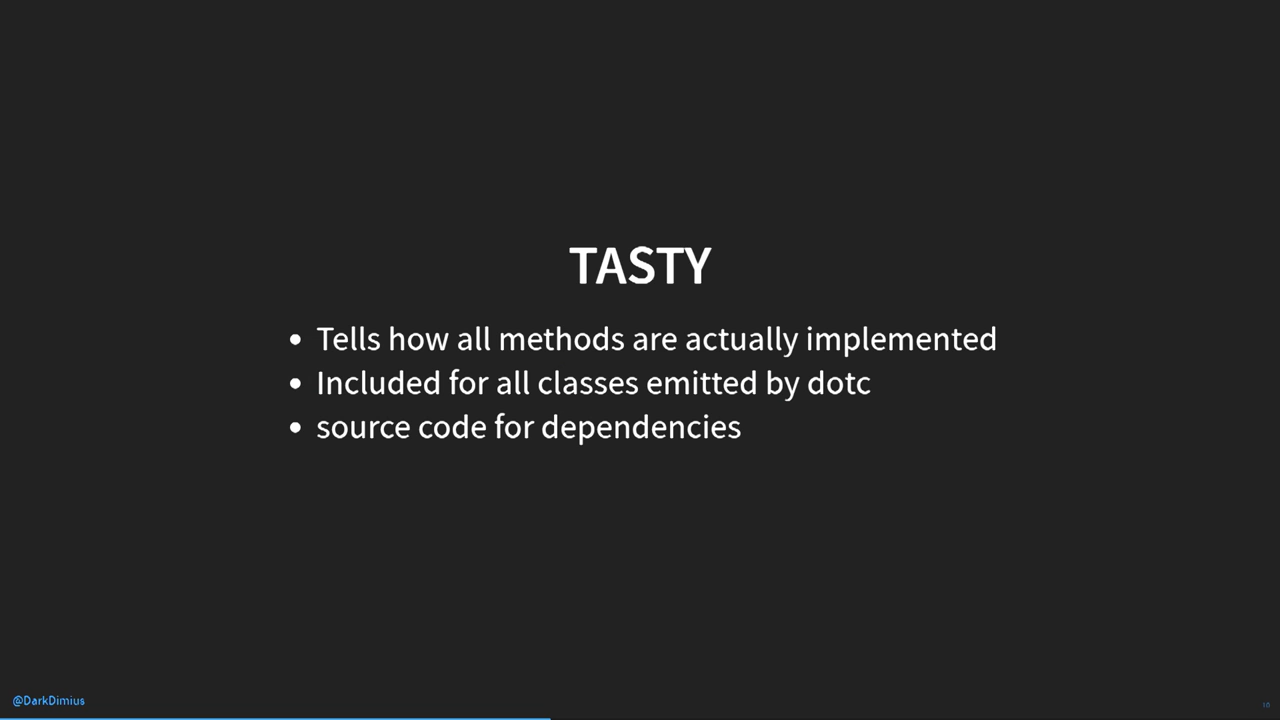 TASTY
• Tells how all methods are actually implemented
• Included for all classes emitted by dotc
• source code for dependencies
@DarkDimius